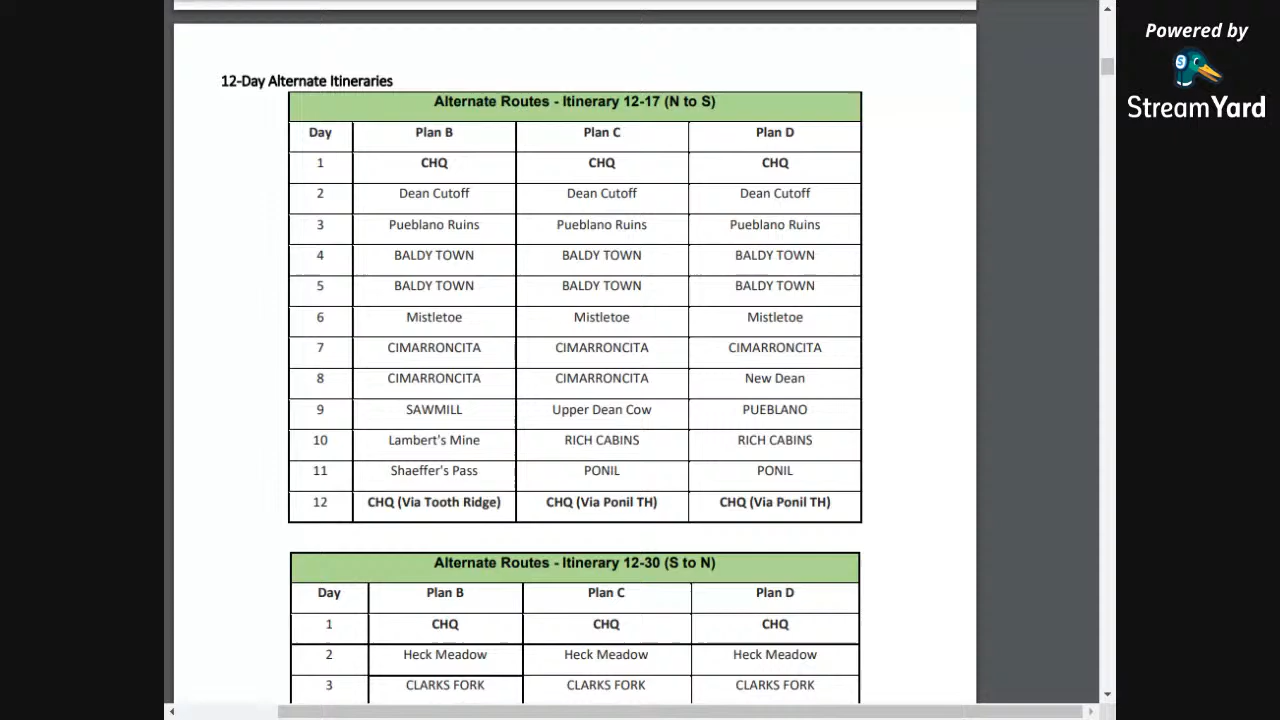 Powered by
StreamYard
12-Day Alternate Itineraries
Alternate Routes - Itinerary 12-17 (N to S)
Day Plan B Plan C Plan D
1 CHQ CHQ CHQ
2 Dean Cutoff Dean Cutoff Dean Cutoff
3 Pueblano Ruins Pueblano Ruins Pueblano Ruins
4 BALDY TOWN BALDY TOWN BALDY TOWN
5 BALDY TOWN BALDY TOWN BALDY TOWN
6 Mistletoe Mistletoe Mistletoe
7 CIMARRONCITA CIMARRONCITA CIMARRONCITA
8 CIMARRONCITA CIMARRONCITA New Dean
9 SAWMILL Upper Dean Cow PUEBLANO
10 Lambert's Mine RICH CABINS RICH CABINS
11 Shaeffer's Pass PONIL PONIL
12 CHQ (Via Tooth Ridge) CHQ (Via Ponil TH) CHQ (Via Ponil TH)
Alternate Routes - Itinerary 12-30 (S to N)
Day Plan B Plan C Plan D
1 CHQ CHQ CHQ
2 Heck Meadow Heck Meadow Heck Meadow
3 CLARKS FORK CLARKS FORK CLARKS FORK